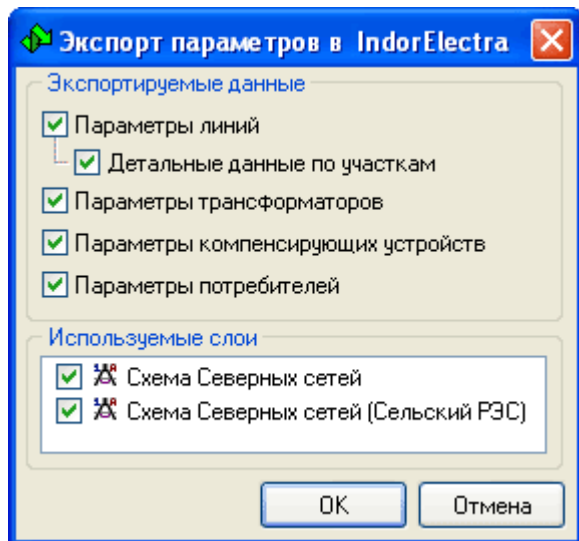 Экспорт параметров в IndorElectra
Экспортируемые данные
Параметры линий
Детальные данные по участкам
Параметры трансформаторов
Параметры компенсирующих устройств
Параметры потребителей
Используемые слои
Схема Северных сетей
Схема Северных сетей (Сельский РЭС)
OK Отмена